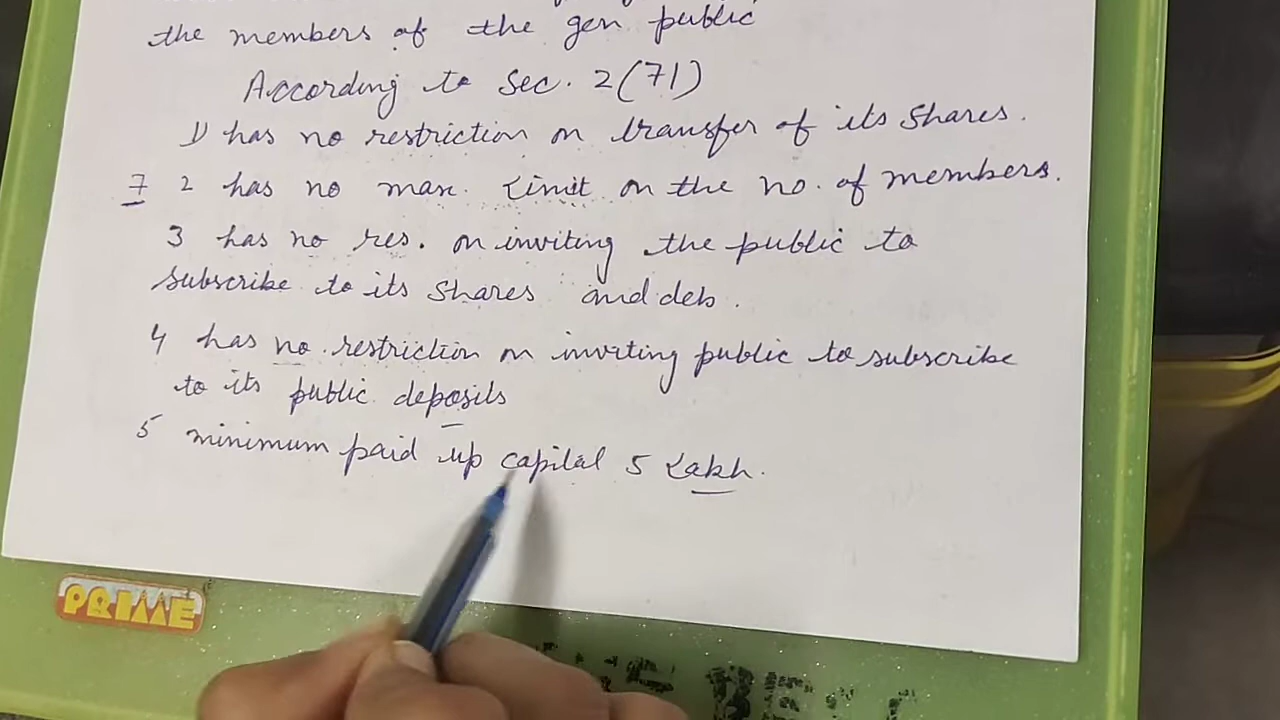 the members of the gen public
According to Sec. 2(71)
1) has no restriction on transfer of its Shares.
7 2 has no max. Limit on the no. of members.
3 has no res. on inviting the public to
subscribe to its Shares and deb.
4 has no restriction on inviting public to subscribe
to its public deposits
5 minimum paid up capital 5 Lakh.
PRIME